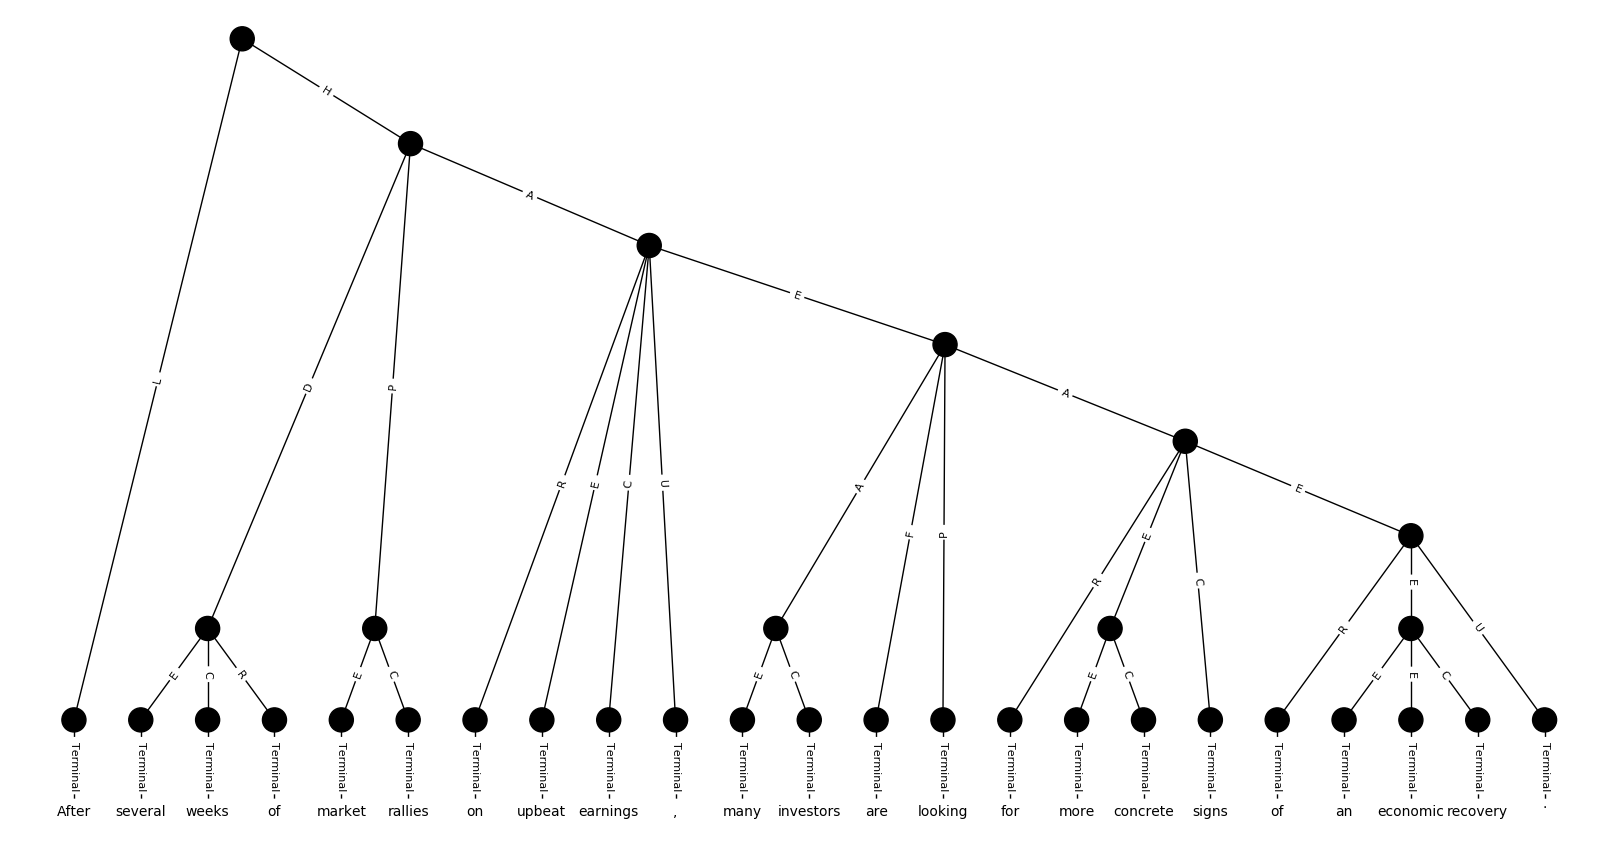 H
A
E
L
D
P
A
R
E
C
U
A
F
P
E
R
E
C
E
R
U
E
C
R
E
C
E
C
E
C
E
E
C
Terminal Terminal Terminal Terminal Terminal Terminal Terminal Terminal Terminal Terminal Terminal Terminal Terminal Terminal Terminal Terminal Terminal Terminal Terminal Terminal Terminal Terminal Terminal
After several weeks of market rallies on upbeat earnings , many investors are looking for more concrete signs of an economic recovery .